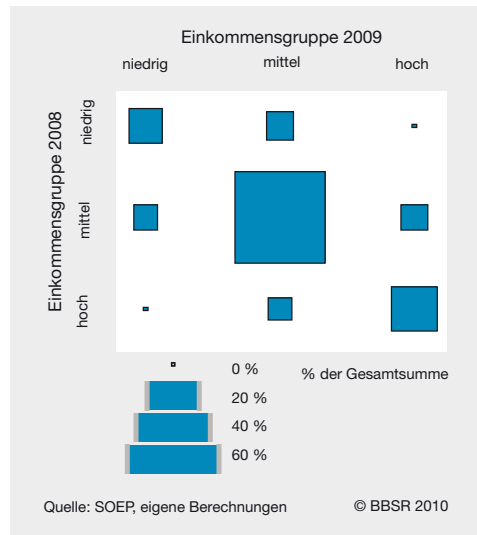 Einkommensgruppe 2009
niedrig mittel hoch
Einkommensgruppe 2008
niedrig
mittel
hoch
0 %
% der Gesamtsumme
20 %
40 %
60 %
Quelle: SOEP, eigene Berechnungen © BBSR 2010